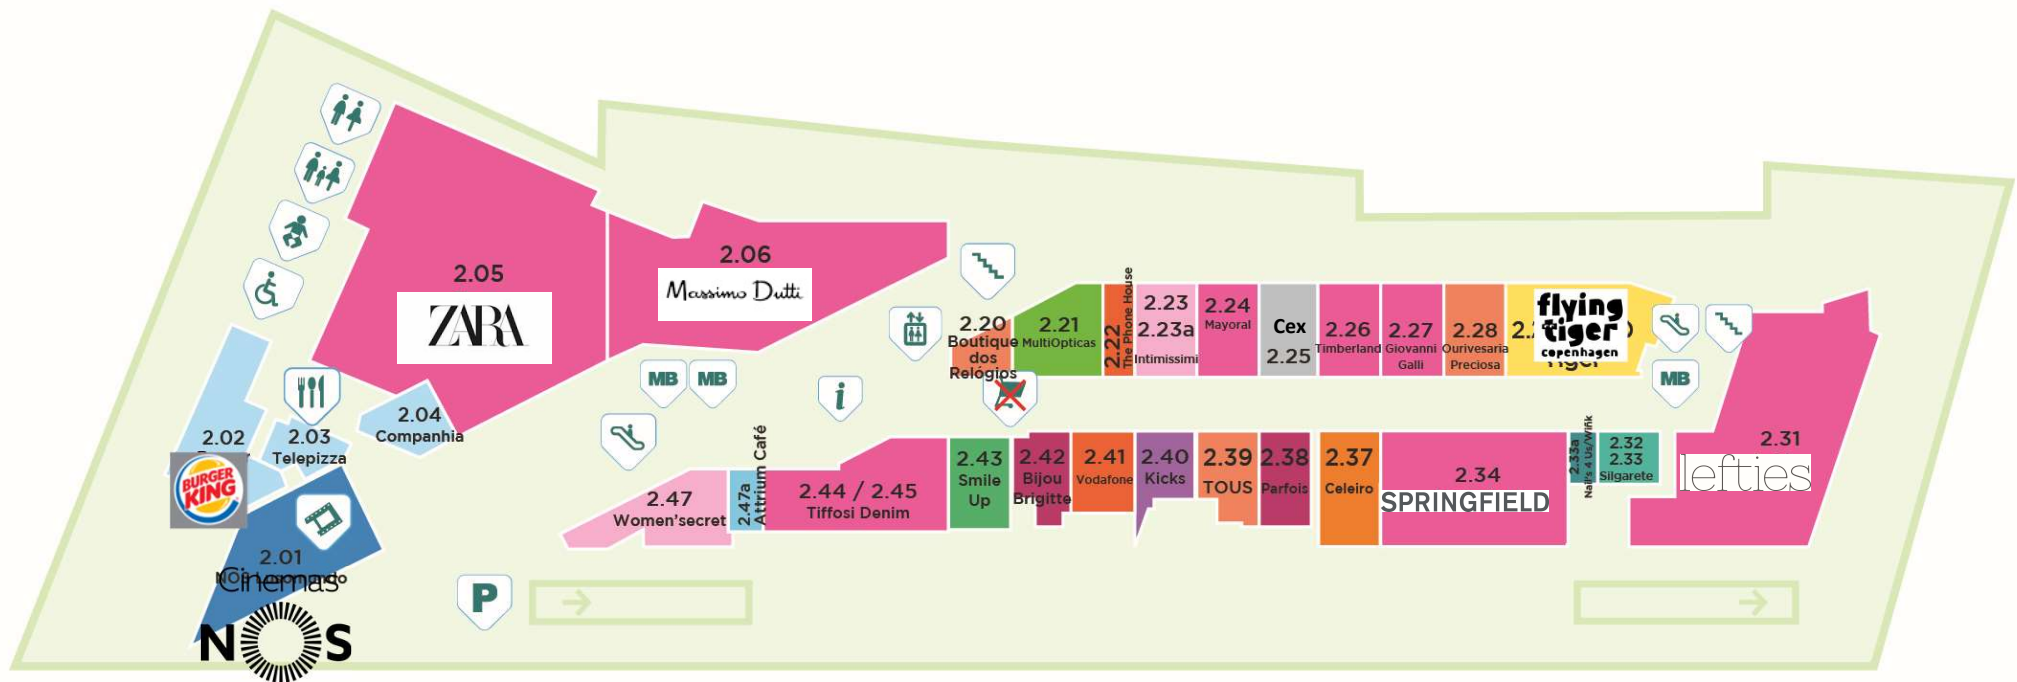 2.05
ZARA
2.06
Massimo Dutti
MB
MB
i
2.20
Boutique
dos
Relógios
2.21
MultiOpticas
2.22
The Phone House
2.23
2.23a
Intimissimi
2.24
Mayoral
Cex
2.25
2.26
Timberland
2.27
Giovanni
Galli
2.28
Ourivesaria
Preciosa
flying
tiger
copenhagen
MB
2.31
lefties
2.02
BURGER
KING
2.03
Telepizza
2.04
Companhia
2.01
Cinemas
NOS
P
2.47
Women'secret
2.47a
Attrium Café
2.44 / 2.45
Tiffosi Denim
2.43
Smile
Up
2.42
Bijou
Brigitte
2.41
Vodafone
2.40
Kicks
2.39
TOUS
2.38
Parfois
2.37
Celeiro
2.34
SPRINGFIELD
2.33a
Nail's 4 Us/Wifik
2.32
2.33
Silgarete